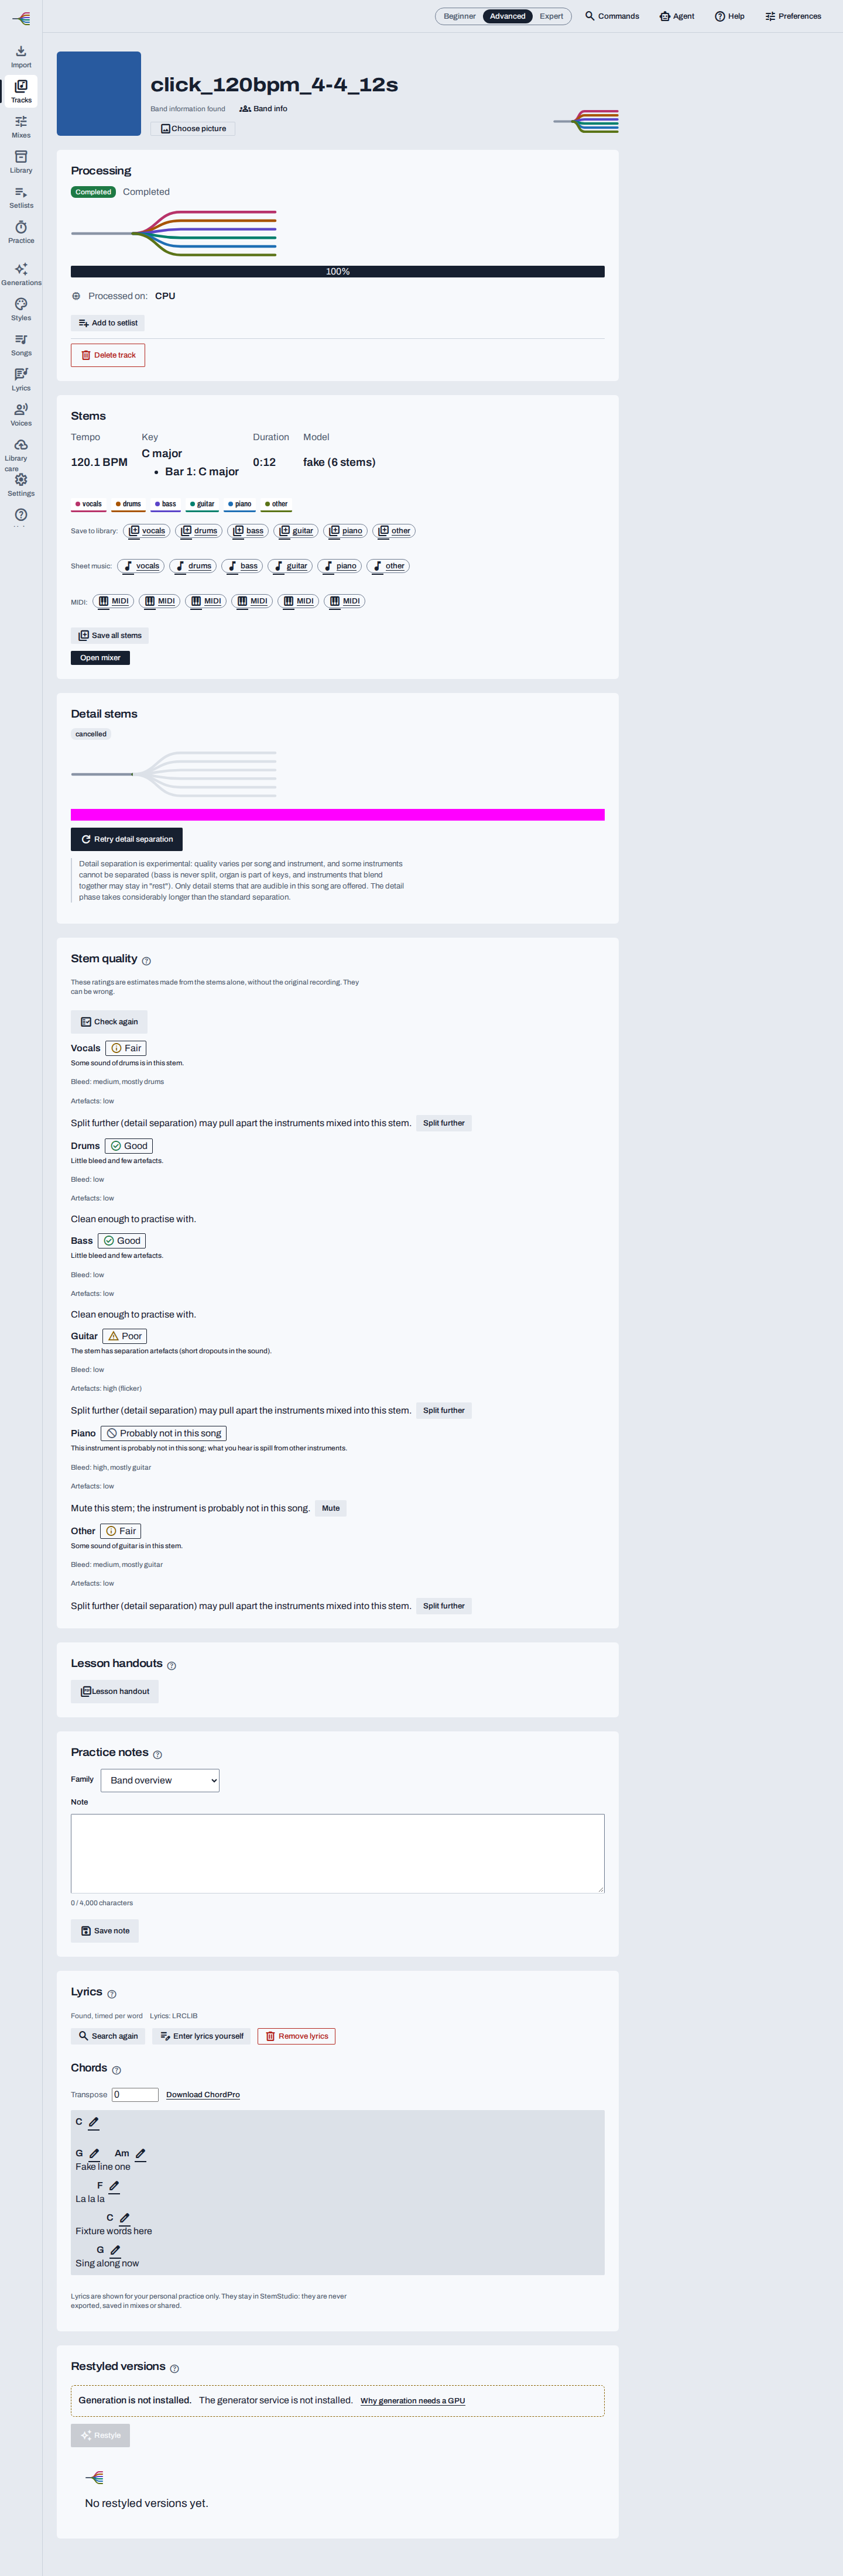 Beginner Advanced Expert Commands Agent Help Preferences
Import
Tracks
Mixes
Library
Setlists
Practice
Generations
Styles
Songs
Lyrics
Voices
Library care
Settings
click_120bpm_4-4_12s
Band information found Band info
Choose picture
Processing
Completed Completed
100%
Processed on: CPU
Add to setlist
Delete track
Stems
Tempo Key Duration Model
120.1 BPM C major 0:12 fake (6 stems)
• Bar 1: C major
vocals drums bass guitar piano other
Save to library: vocals drums bass guitar piano other
Sheet music: vocals drums bass guitar piano other
MIDI: MIDI MIDI MIDI MIDI MIDI MIDI
Save all stems
Open mixer
Detail stems
cancelled
Retry detail separation
Detail separation is experimental: quality varies per song and instrument, and some instruments
cannot be separated (bass is never split, organ is part of keys, and instruments that blend
together may stay in "rest"). Only detail stems that are audible in this song are offered. The detail
phase takes considerably longer than the standard separation.
Stem quality
These ratings are estimates made from the stems alone, without the original recording. They
can be wrong.
Check again
Vocals Fair
Some sound of drums is in this stem.
Bleed: medium, mostly drums
Artefacts: low
Split further (detail separation) may pull apart the instruments mixed into this stem. Split further
Drums Good
Little bleed and few artefacts.
Bleed: low
Artefacts: low
Clean enough to practise with.
Bass Good
Little bleed and few artefacts.
Bleed: low
Artefacts: low
Clean enough to practise with.
Guitar Poor
The stem has separation artefacts (short dropouts in the sound).
Bleed: low
Artefacts: high (flicker)
Split further (detail separation) may pull apart the instruments mixed into this stem. Split further
Piano Probably not in this song
This instrument is probably not in this song; what you hear is spill from other instruments.
Bleed: high, mostly guitar
Artefacts: low
Mute this stem; the instrument is probably not in this song. Mute
Other Fair
Some sound of guitar is in this stem.
Bleed: medium, mostly guitar
Artefacts: low
Split further (detail separation) may pull apart the instruments mixed into this stem. Split further
Lesson handouts
Lesson handout
Practice notes
Family Band overview
Note
0 / 4,000 characters
Save note
Lyrics
Found, timed per word Lyrics: LRCLIB
Search again Enter lyrics yourself Remove lyrics
Chords
Transpose 0 Download ChordPro
C
G Am
Fake line one
F
La la la
C
Fixture words here
G
Sing along now
Lyrics are shown for your personal practice only. They stay in StemStudio: they are never
exported, saved in mixes or shared.
Restyled versions
Generation is not installed. The generator service is not installed. Why generation needs a GPU
Restyle
No restyled versions yet.